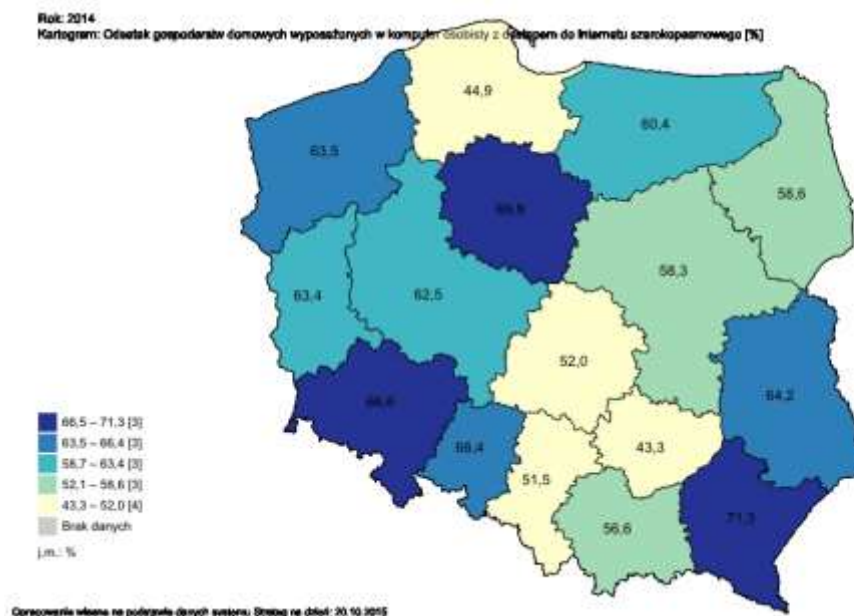 Rok: 2014
Kartogram: Odsetek gospodarstw domowych wyposażonych w komputer osobisty z dostępem do Internetu szerokopasmowego [%]
44,9
60,4
63,5
58,6
58,3
63,4
62,5
52,0
64,2
66,4
43,3
51,5
71,3
56,6
66,5 – 71,3 [3]
63,5 – 66,4 [3]
58,7 – 63,4 [3]
52,1 – 58,6 [3]
43,3 – 52,0 [4]
Brak danych
j.m.: %
Opracowanie własne na podstawie danych systemu Strateg na dzień: 20.10.2015